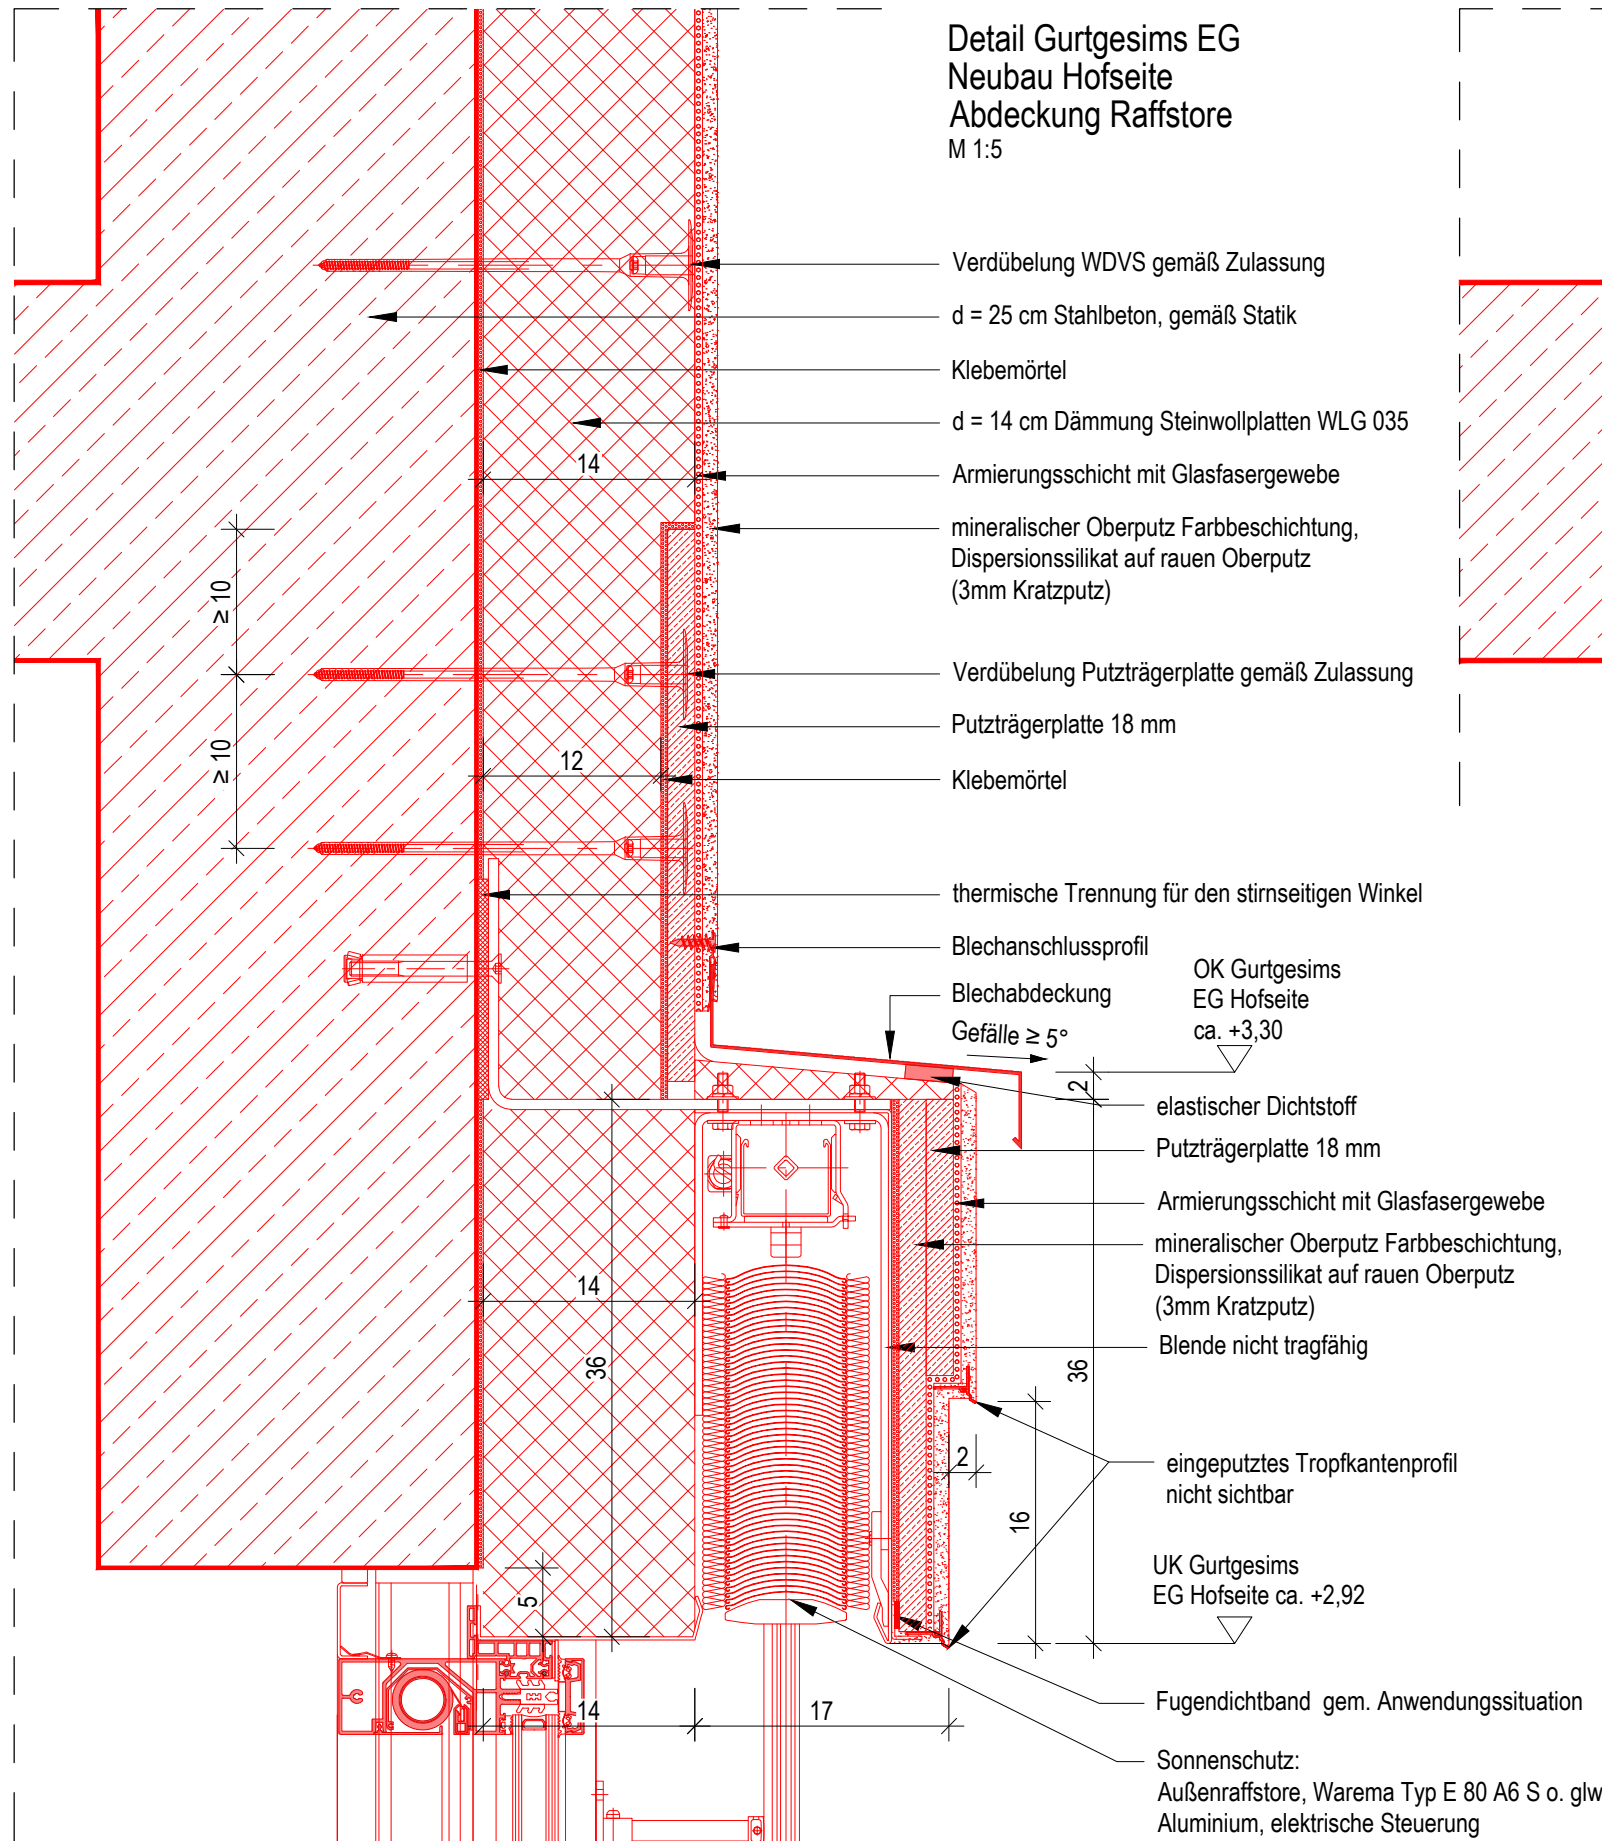 Detail Gurtgesims EG
Neubau Hofseite
Abdeckung Raffstore
M 1:5
Verdübelung WDVS gemäß Zulassung
d = 25 cm Stahlbeton, gemäß Statik
Klebemörtel
d = 14 cm Dämmung Steinwollplatten WLG 035
14
Armierungsschicht mit Glasfasergewebe
mineralischer Oberputz Farbbeschichtung,
Dispersionssilikat auf rauen Oberputz
(3mm Kratzputz)
≥ 10
Verdübelung Putzträgerplatte gemäß Zulassung
Putzträgerplatte 18 mm
≥ 10
12
Klebemörtel
thermische Trennung für den stirnseitigen Winkel
Blechanschlussprofil
Blechabdeckung
Gefälle ≥ 5°
OK Gurtgesims
EG Hofseite
ca. +3,30
2
elastischer Dichtstoff
Putzträgerplatte 18 mm
Armierungsschicht mit Glasfasergewebe
mineralischer Oberputz Farbbeschichtung,
Dispersionssilikat auf rauen Oberputz
(3mm Kratzputz)
14
36
Blende nicht tragfähig
36
2
eingeputztes Tropfkantenprofil
nicht sichtbar
16
UK Gurtgesims
EG Hofseite ca. +2,92
5
14
17
Fugendichtband gem. Anwendungssituation
Sonnenschutz:
Außenraffstore, Warema Typ E 80 A6 S o. glw
Aluminium, elektrische Steuerung